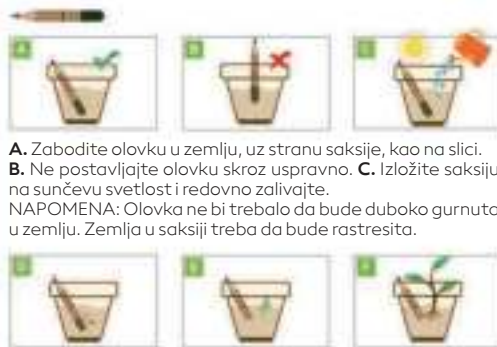 A. Zabodite olovku u zemlju, uz stranu saksije, kao na slici.
B. Ne postavljajte olovku skroz uspravno. C. Izložite saksiju
na sunčevu svetlost i redovno zalivajte.
NAPOMENA: Olovka ne bi trebalo da bude duboko gurnuta
u zemlju. Zemlja u saksiji treba da bude rastresita.